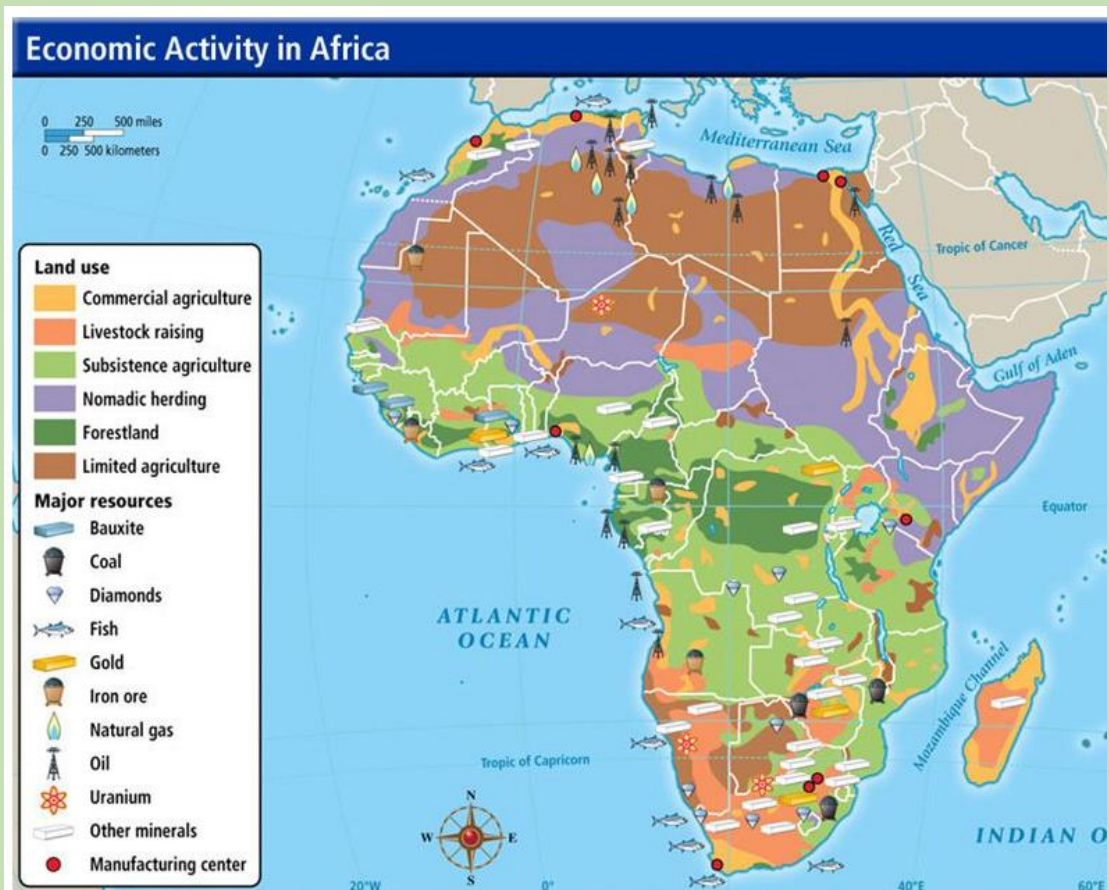 Economic Activity in Africa
0 250 500 miles
0 250 500 kilometers
Mediterranean Sea
Tropic of Cancer
Red
Sea
Gulf of Aden
Land use
Commercial agriculture
Livestock raising
Subsistence agriculture
Nomadic herding
Forestland
Limited agriculture
Major resources
Bauxite
Coal
Diamonds
Fish
Gold
Iron ore
Natural gas
Oil
Uranium
Other minerals
Manufacturing center
Equator
ATLANTIC
OCEAN
Mozambique Channel
Tropic of Capricorn
N
W E
S
INDIAN O
20°W 0° 40°E 60°E